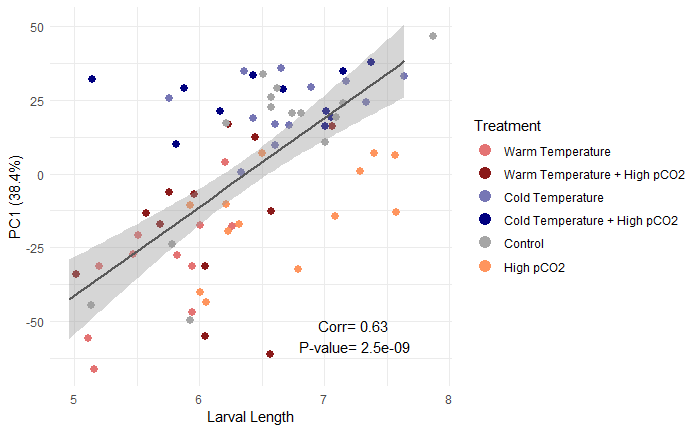 50
25
0
-25
-50
PC1 (38.4%)
5
6
7
8
Larval Length
Corr= 0.63
P-value= 2.5e-09
Treatment
Warm Temperature
Warm Temperature + High pCO2
Cold Temperature
Cold Temperature + High pCO2
Control
High pCO2